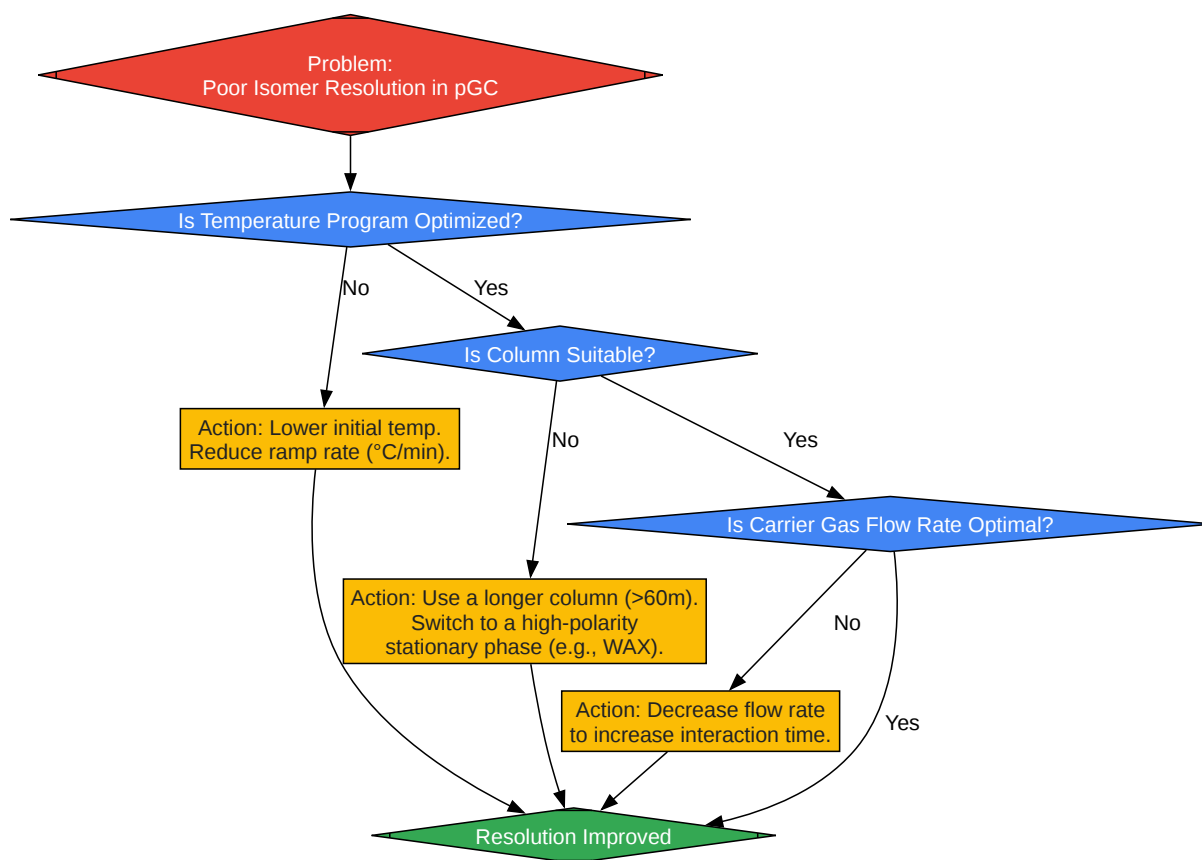 Problem:
Poor Isomer Resolution in pGC
Is Temperature Program Optimized?
No
Yes
Is Column Suitable?
Action: Lower initial temp.
Reduce ramp rate (°C/min).
No
Yes
Is Carrier Gas Flow Rate Optimal?
Action: Use a longer column (>60m).
Switch to a high-polarity
stationary phase (e.g., WAX).
No
Action: Decrease flow rate
to increase interaction time.
Yes
Resolution Improved